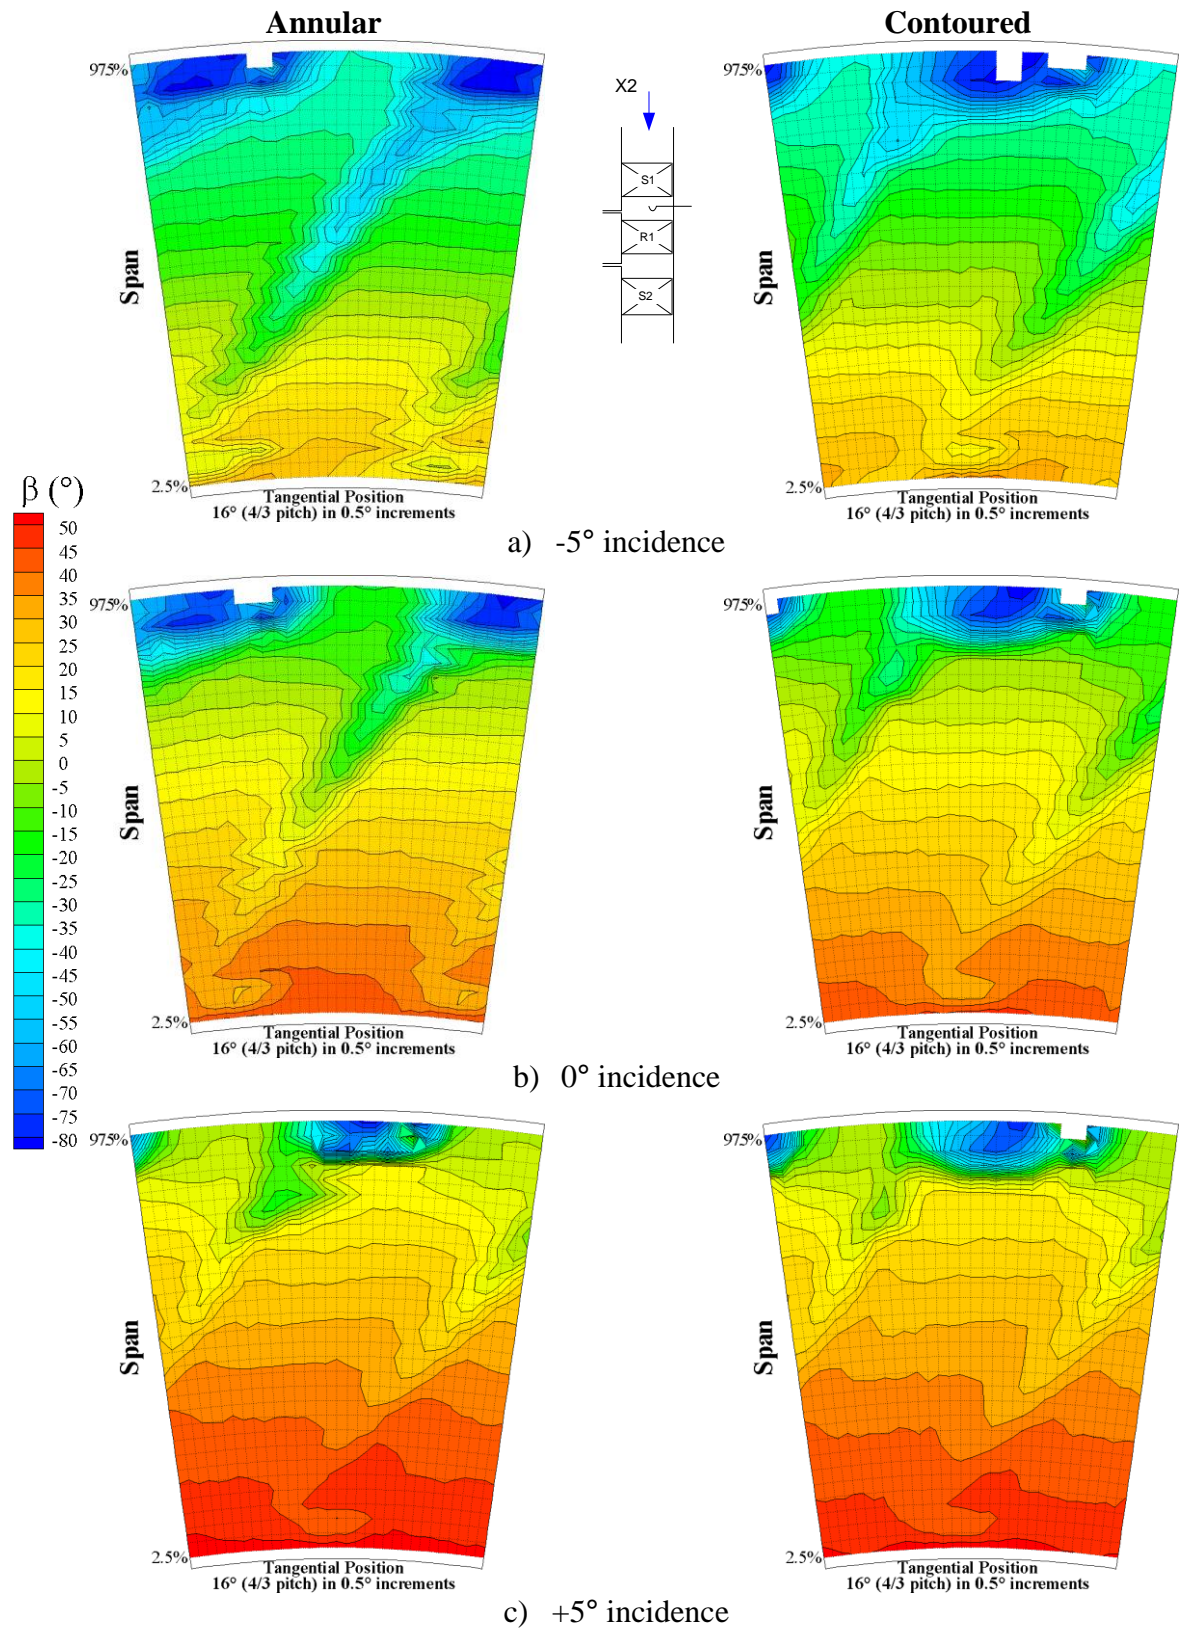 Annular
Contoured
975%
Span
2.5%
Tangential Position
16° (4/3 pitch) in 0.5° increments
X2
S1
R1
S2
975%
Span
2.5%
Tangential Position
16° (4/3 pitch) in 0.5° increments
a) -5° incidence
β (°)
50
45
40
35
30
25
20
15
10
5
0
-5
-10
-15
-20
-25
-30
-35
-40
-45
-50
-55
-60
-65
-70
-75
-80
975%
Span
2.5%
Tangential Position
16° (4/3 pitch) in 0.5° increments
975%
Span
2.5%
Tangential Position
16° (4/3 pitch) in 0.5° increments
b) 0° incidence
975%
Span
2.5%
Tangential Position
16° (4/3 pitch) in 0.5° increments
975%
Span
2.5%
Tangential Position
16° (4/3 pitch) in 0.5° increments
c) +5° incidence